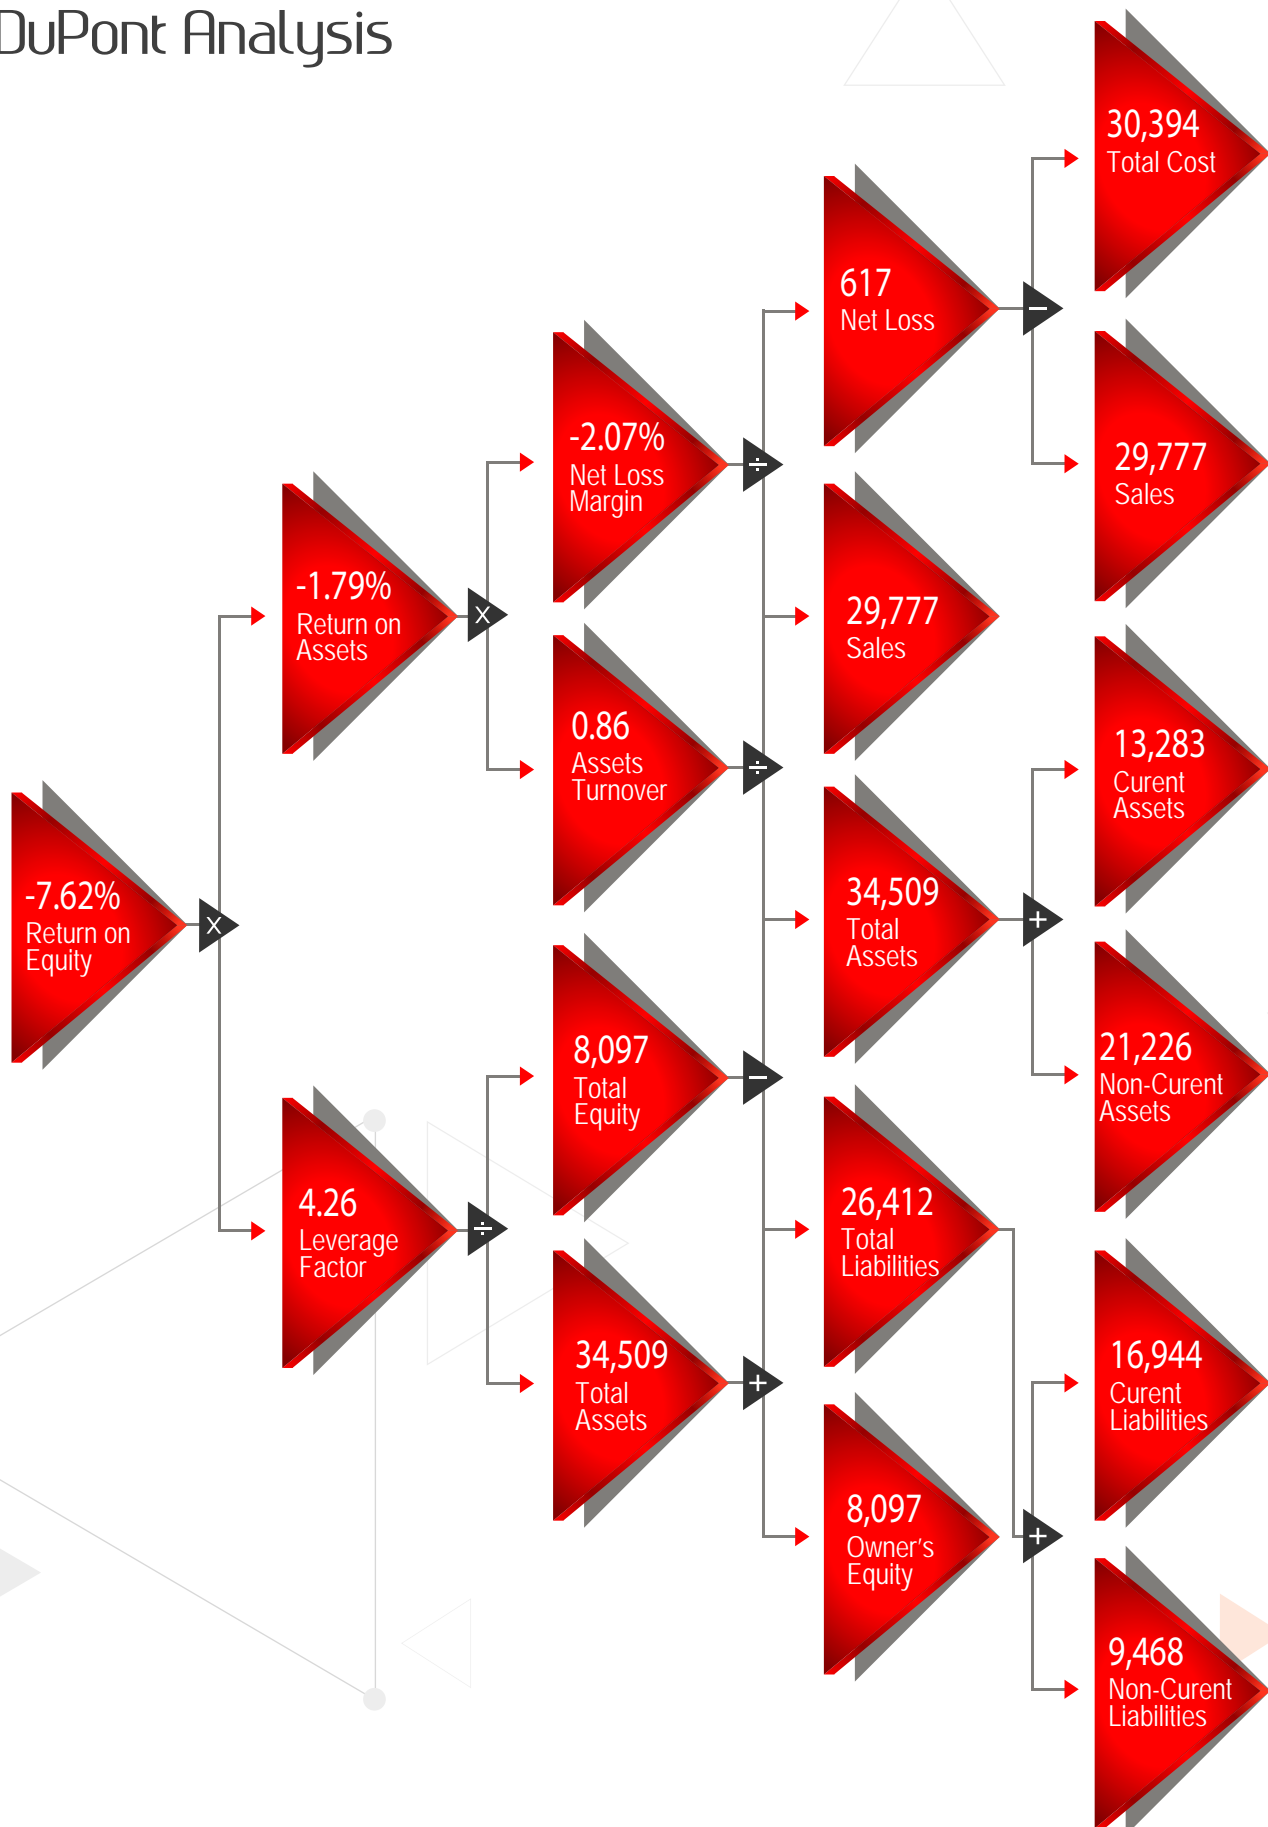 DuPont Analysis
30,394
Total Cost
617
Net Loss
−
29,777
Sales
-2.07%
Net Loss
Margin
÷
-1.79%
Return on
Assets
x
29,777
Sales
0.86
Assets
Turnover
÷
13,283
Curent
Assets
-7.62%
Return on
Equity
x
34,509
Total
Assets
+
21,226
Non-Curent
Assets
8,097
Total
Equity
−
4.26
Leverage
Factor
÷
26,412
Total
Liabilities
34,509
Total
Assets
+
16,944
Curent
Liabilities
8,097
Owner’s
Equity
+
9,468
Non-Curent
Liabilities